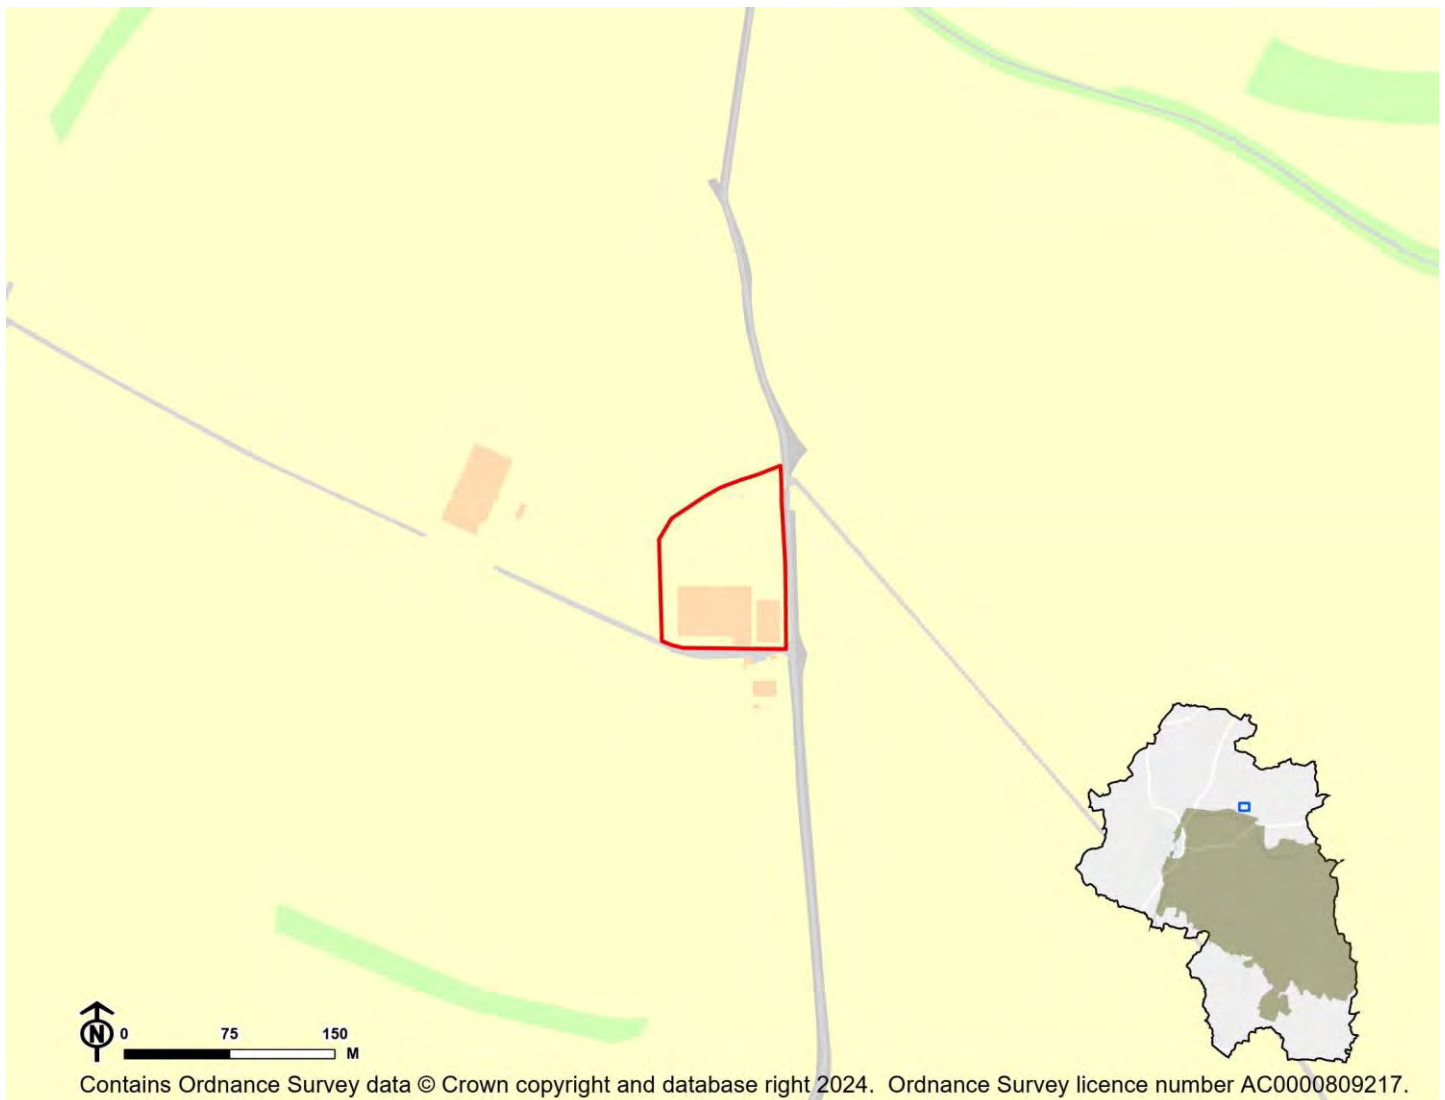 N 0 75 150
M
Contains Ordnance Survey data © Crown copyright and database right 2024. Ordnance Survey licence number AC0000809217.